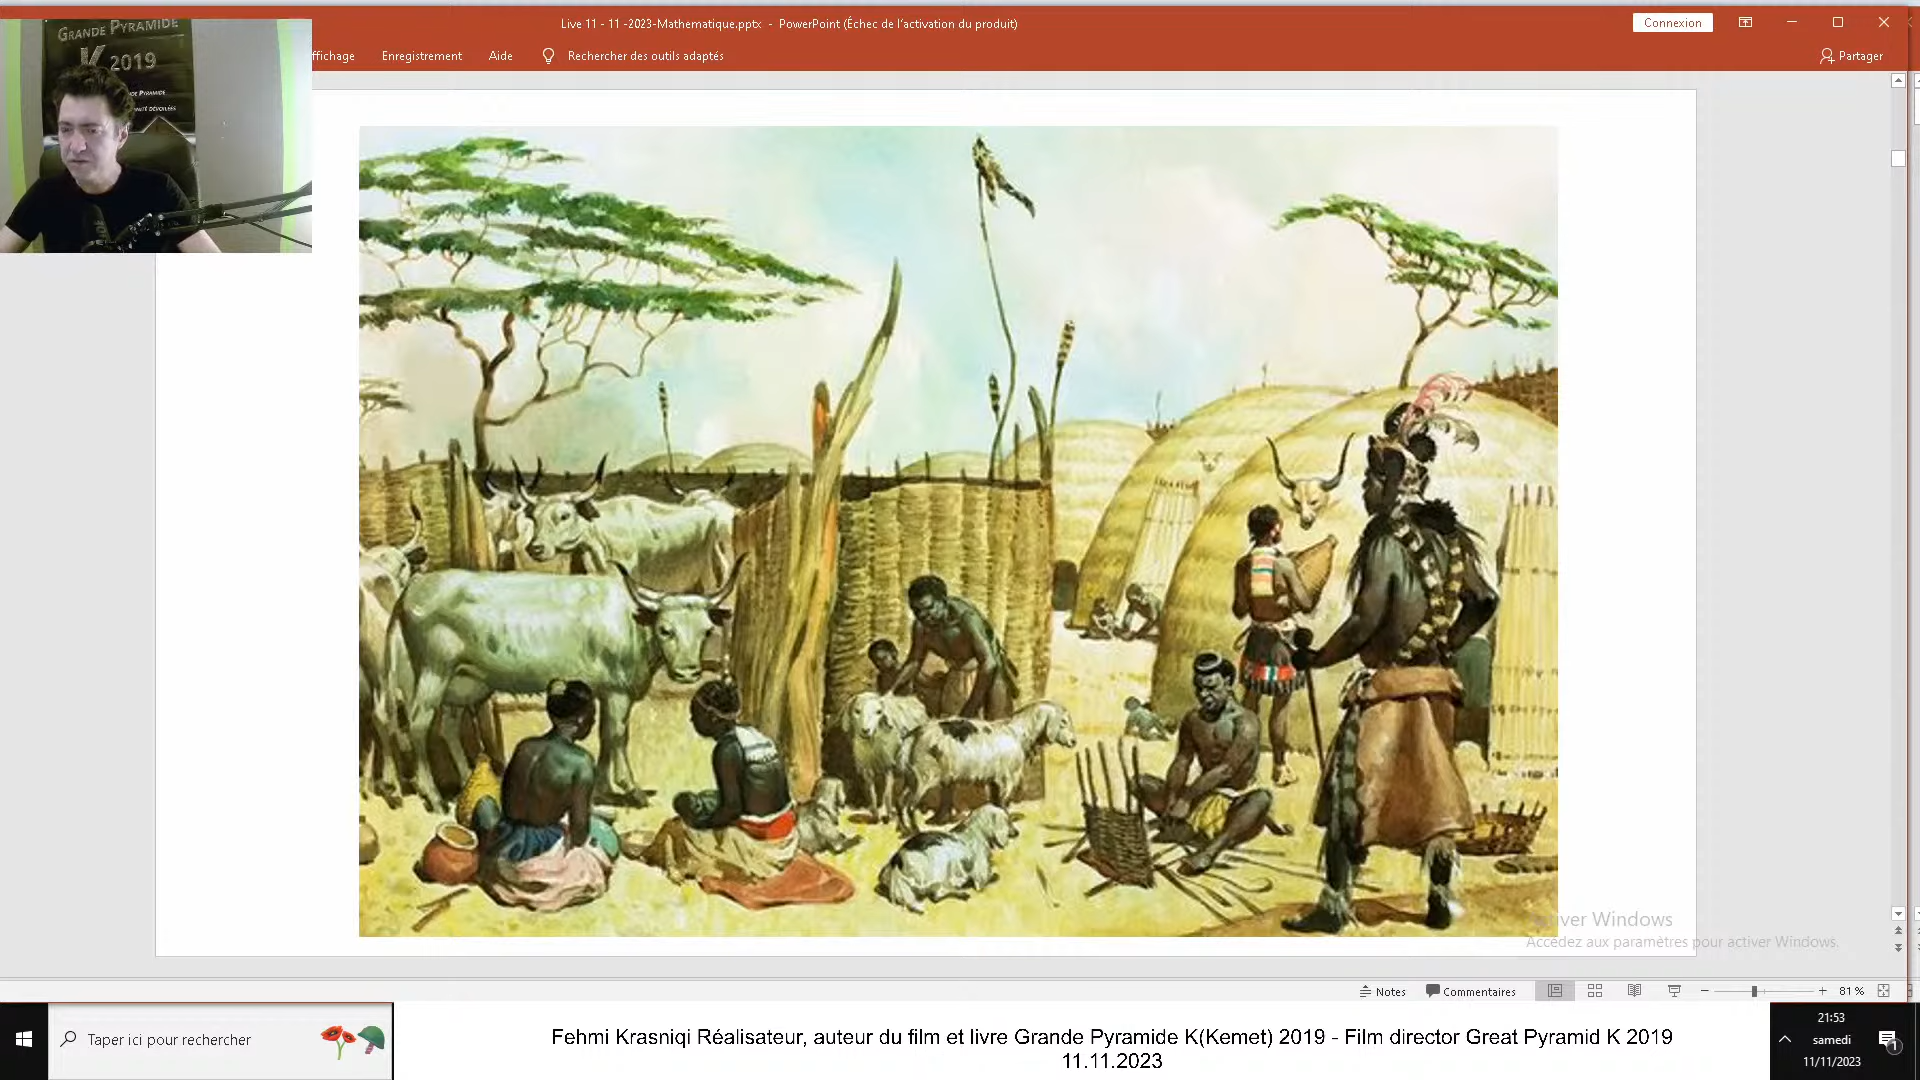 GRANDE PYRAMIDE
K 2019
Live 11 - 11 -2023-Mathematique.pptx - PowerPoint (Échec de l'activation du produit)
Connexion
ffichage Enregistrement Aide Rechercher des outils adaptés
Partager
iver Windows
Accédez aux paramètres pour activer Windows.
Notes Commentaires 81 %
Taper ici pour rechercher
Fehmi Krasniqi Réalisateur, auteur du film et livre Grande Pyramide K(Kemet) 2019 - Film director Great Pyramid K 2019
11.11.2023
21:53
samedi
11/11/2023
1